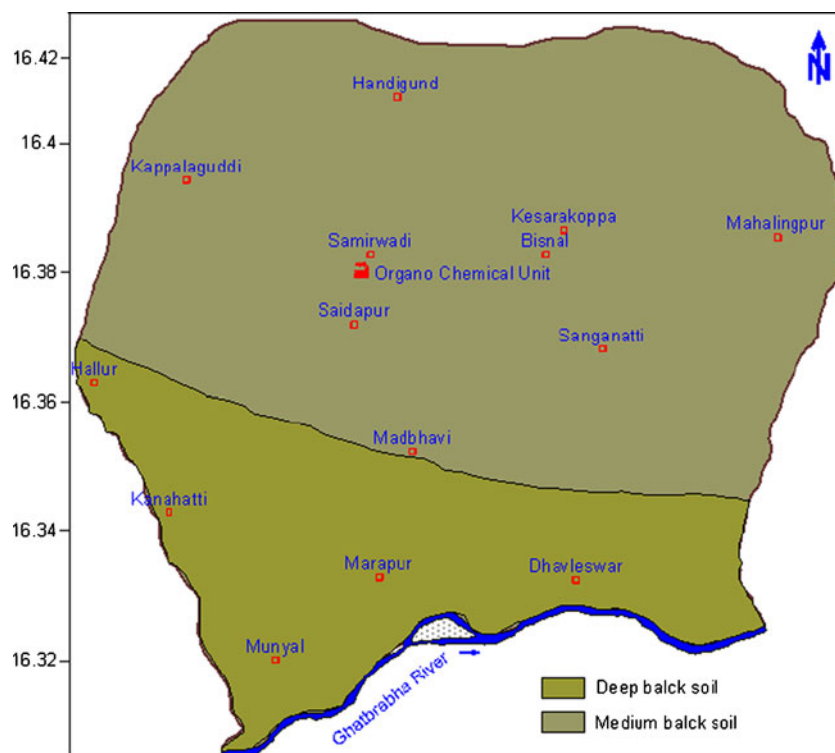 N
16.42
Handigund
16.4
Kappalaguddi
Kesarakoppa
Mahalingpur
Samirwadi
Bisnal
16.38
Organo Chemical Unit
Saidapur
Sanganatti
Hallur
16.36
Madbhavi
Kanahatti
16.34
Marapur
Dhavleswar
Munyal
16.32
Ghatbrabha River
Deep balck soil
Medium balck soil